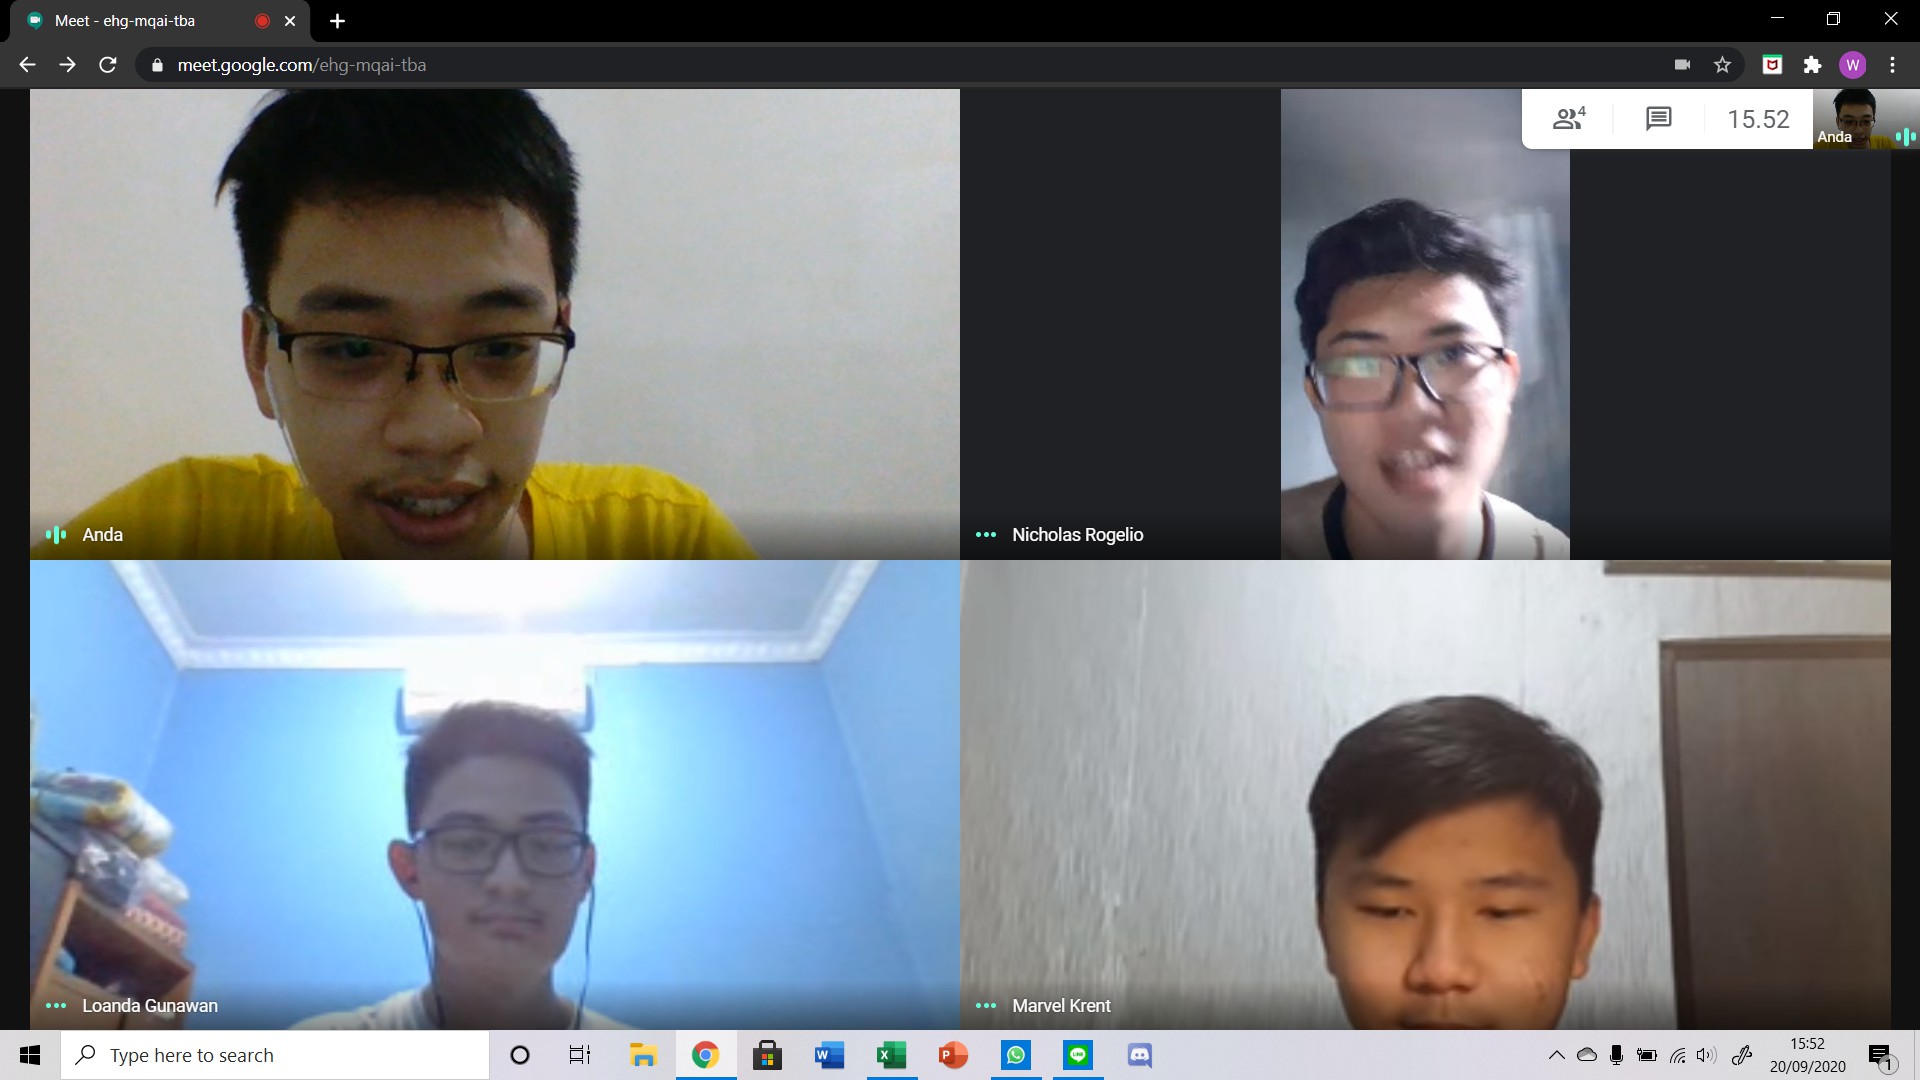 Meet - ehg-mqai-tba
meet.google.com/ehg-mqai-tba
W
4
15.52
Anda
Anda
Nicholas Rogelio
Loanda Gunawan
Marvel Krent
Type here to search
15:52
20/09/2020
1